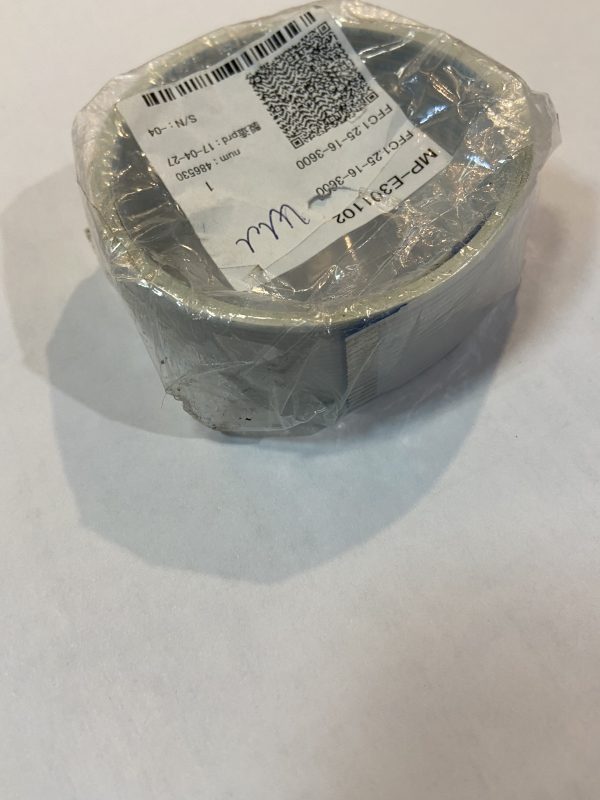 MP-E301102
FFC1.25-16-3600
FFC1.25-16-3600
num : 486530
製造prd : 17-04-27
S/N : -04